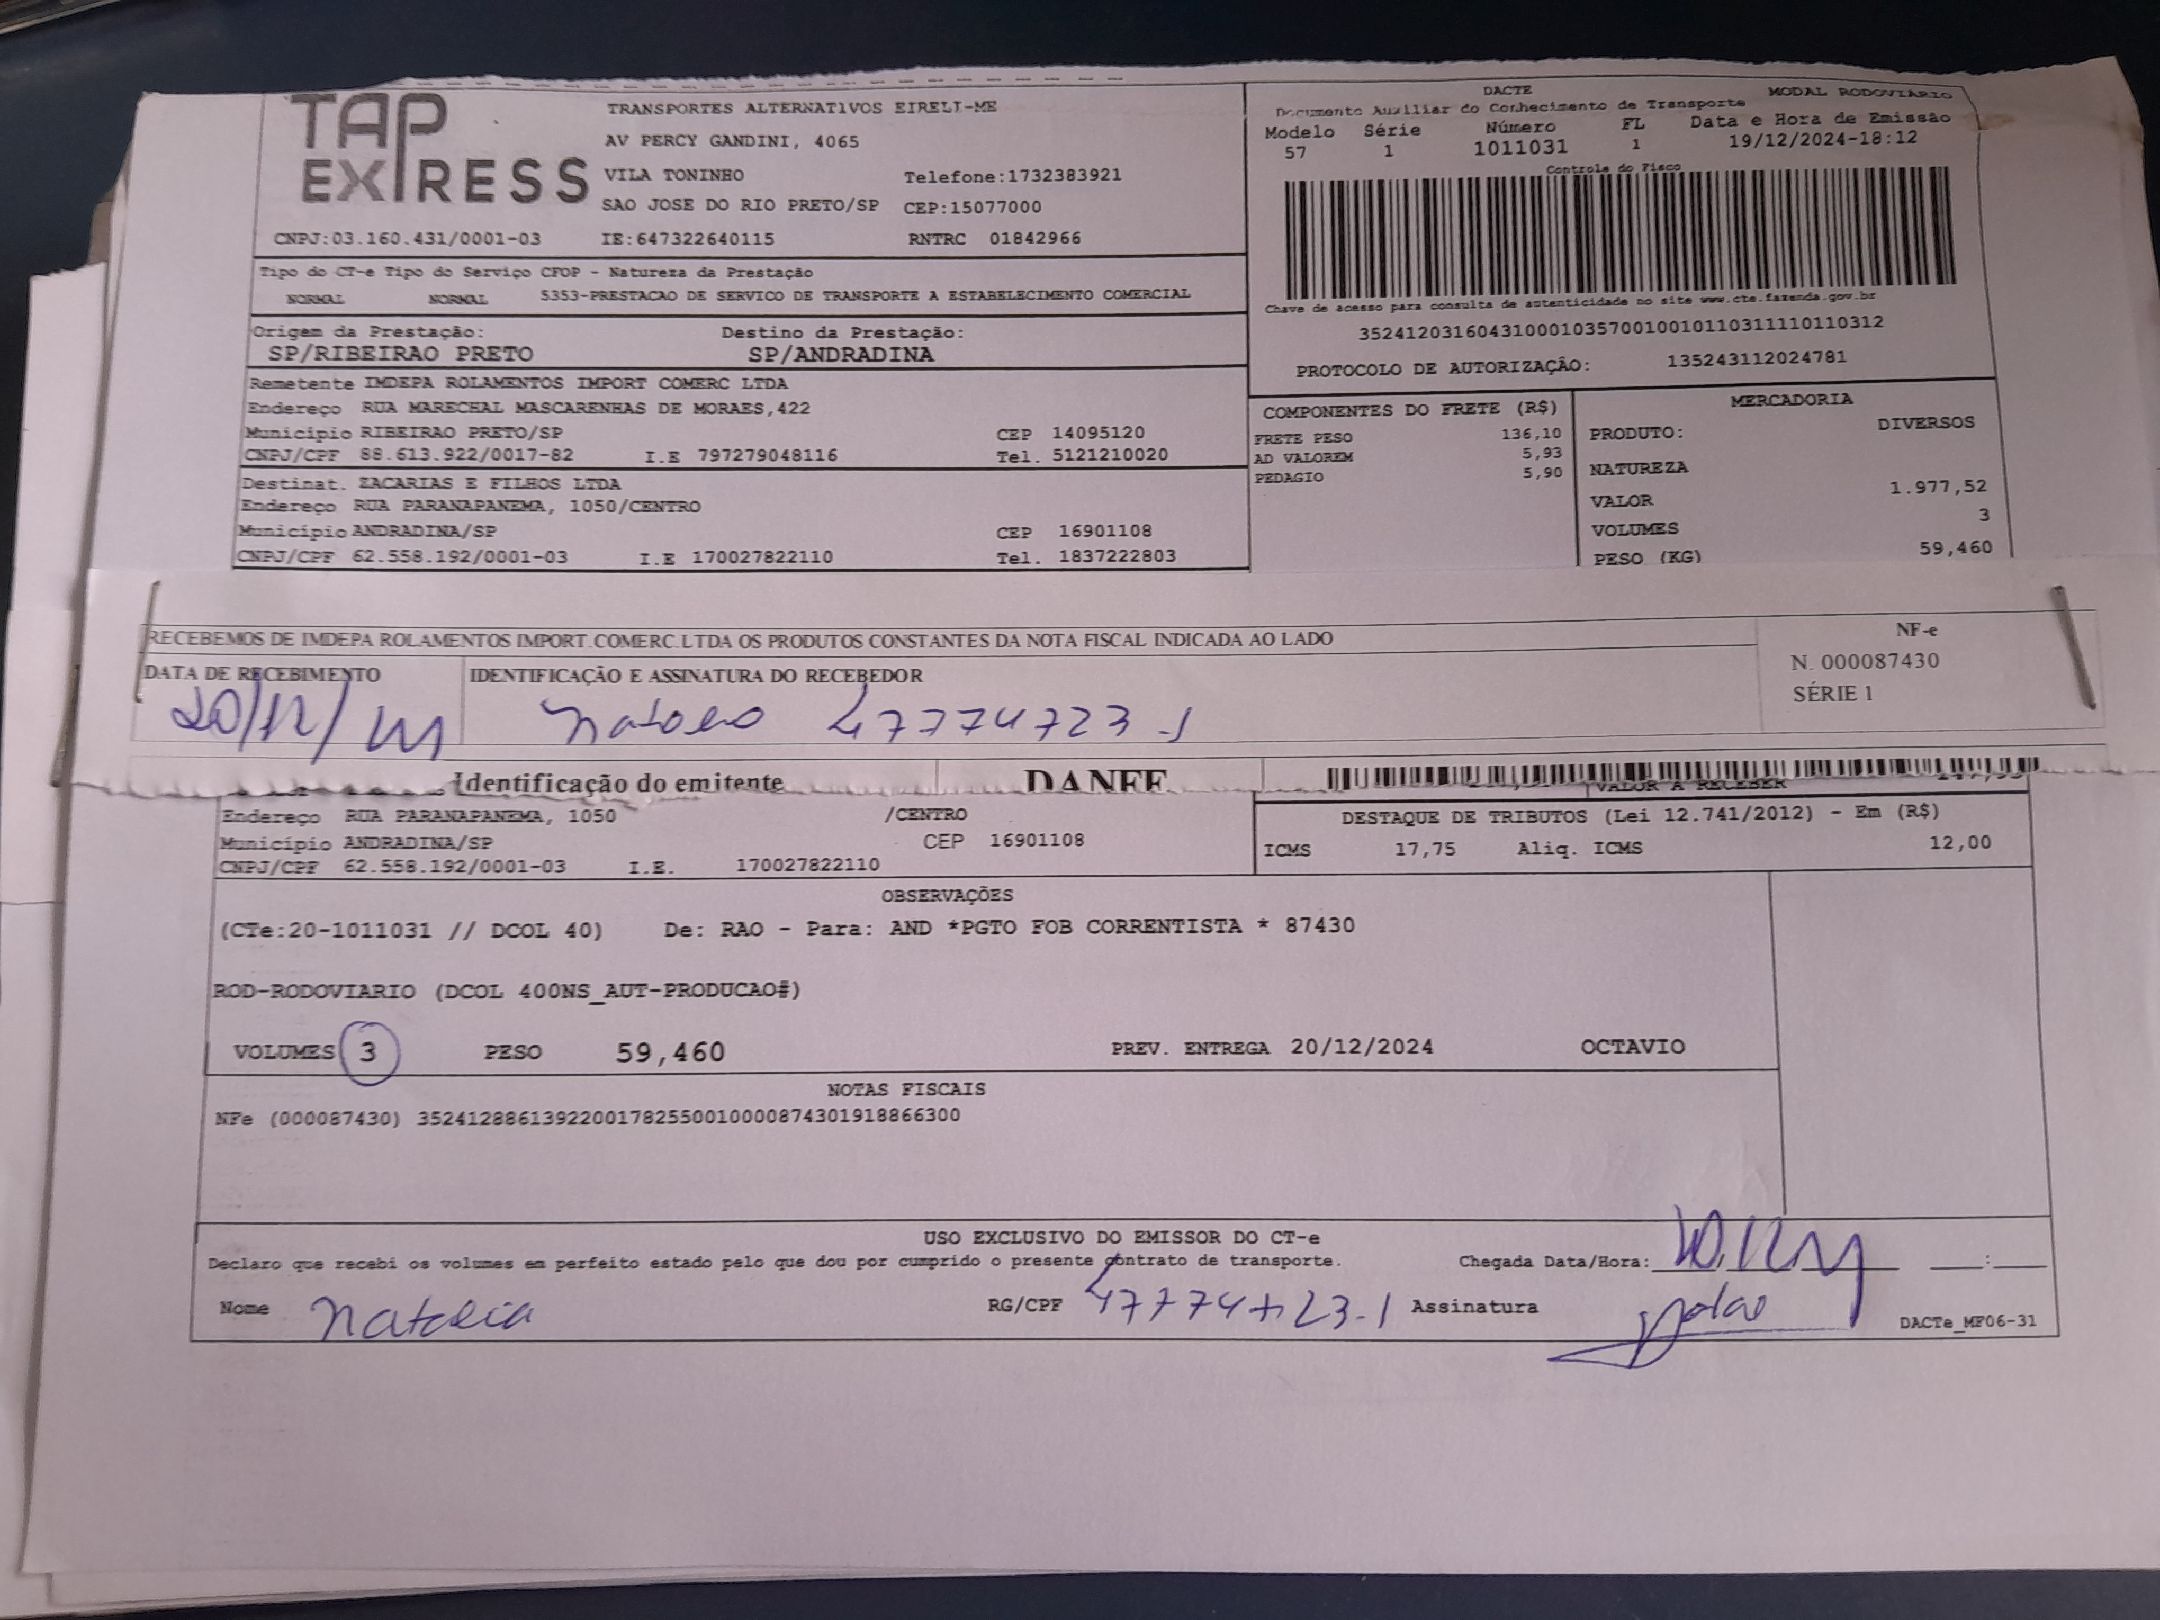 TAP EXPRESS
TRANSPORTES ALTERNATIVOS EIRELI-ME
AV PERCY GANDINI, 4065
VILA TONINHO Telefone:1732383921
SAO JOSE DO RIO PRETO/SP CEP:15077000
CNPJ:03.160.431/0001-03 IE:647322640115 RNTRC 01842966
DACTE MODAL RODOVIÁRIO
Documento Auxiliar do Conhecimento de Transporte
Modelo Série Número FL Data e Hora de Emissão
57 1 1011031 1 19/12/2024-18:12
Controle do Fisco
Chave de acesso para consulta de autenticidade no site www.cte.fazenda.gov.br
35241203160431000103570010010110311110110312
PROTOCOLO DE AUTORIZAÇÃO: 135243112024781
Tipo do CT-e Tipo do Serviço CFOP - Natureza da Prestação
NORMAL NORMAL 5353-PRESTACAO DE SERVICO DE TRANSPORTE A ESTABELECIMENTO COMERCIAL
Origem da Prestação: Destino da Prestação:
SP/RIBEIRAO PRETO SP/ANDRADINA
Remetente IMDEPA ROLAMENTOS IMPORT COMERC LTDA
Endereço RUA MARECHAL MASCARENHAS DE MORAES,422
Município RIBEIRAO PRETO/SP CEP 14095120
CNPJ/CPF 88.613.922/0017-82 I.E 797279048116 Tel. 5121210020
Destinat. ZACARIAS E FILHOS LTDA
Endereço RUA PARANAPANEMA, 1050/CENTRO
Município ANDRADINA/SP CEP 16901108
CNPJ/CPF 62.558.192/0001-03 I.E 170027822110 Tel. 1837222803
COMPONENTES DO FRETE (R$)
FRETE PESO 136,10
AD VALOREM 5,93
PEDAGIO 5,90
MERCADORIA
PRODUTO: DIVERSOS
NATUREZA
VALOR 1.977,52
VOLUMES 3
PESO (KG) 59,460
RECEBEMOS DE IMDEPA ROLAMENTOS IMPORT.COMERC.LTDA OS PRODUTOS CONSTANTES DA NOTA FISCAL INDICADA AO LADO
NF-e
N. 000087430
SÉRIE 1
DATA DE RECEBIMENTO IDENTIFICAÇÃO E ASSINATURA DO RECEBEDOR
20/12/ 47774723-1
Identificação do emitente DANFE
VALOR A RECEBER
Endereço RUA PARANAPANEMA, 1050 /CENTRO
Município ANDRADINA/SP CEP 16901108
CNPJ/CPF 62.558.192/0001-03 I.E. 170027822110
DESTAQUE DE TRIBUTOS (Lei 12.741/2012) - Em (R$)
ICMS 17,75 Aliq. ICMS 12,00
OBSERVAÇÕES
(CTe:20-1011031 // DCOL 40) De: RAO - Para: AND *PGTO FOB CORRENTISTA * 87430
ROD-RODOVIARIO (DCOL 400NS_AUT-PRODUCAO#)
VOLUMES 3 PESO 59,460 PREV. ENTREGA 20/12/2024 OCTAVIO
NOTAS FISCAIS
NFe (000087430) 35241288613922001782550010000874301918866300
USO EXCLUSIVO DO EMISSOR DO CT-e
Declaro que recebi os volumes em perfeito estado pelo que dou por cumprido o presente contrato de transporte. Chegada Data/Hora: ___:___
Nome Natalia RG/CPF 47774723-1 Assinatura
DACTe_MF06-31